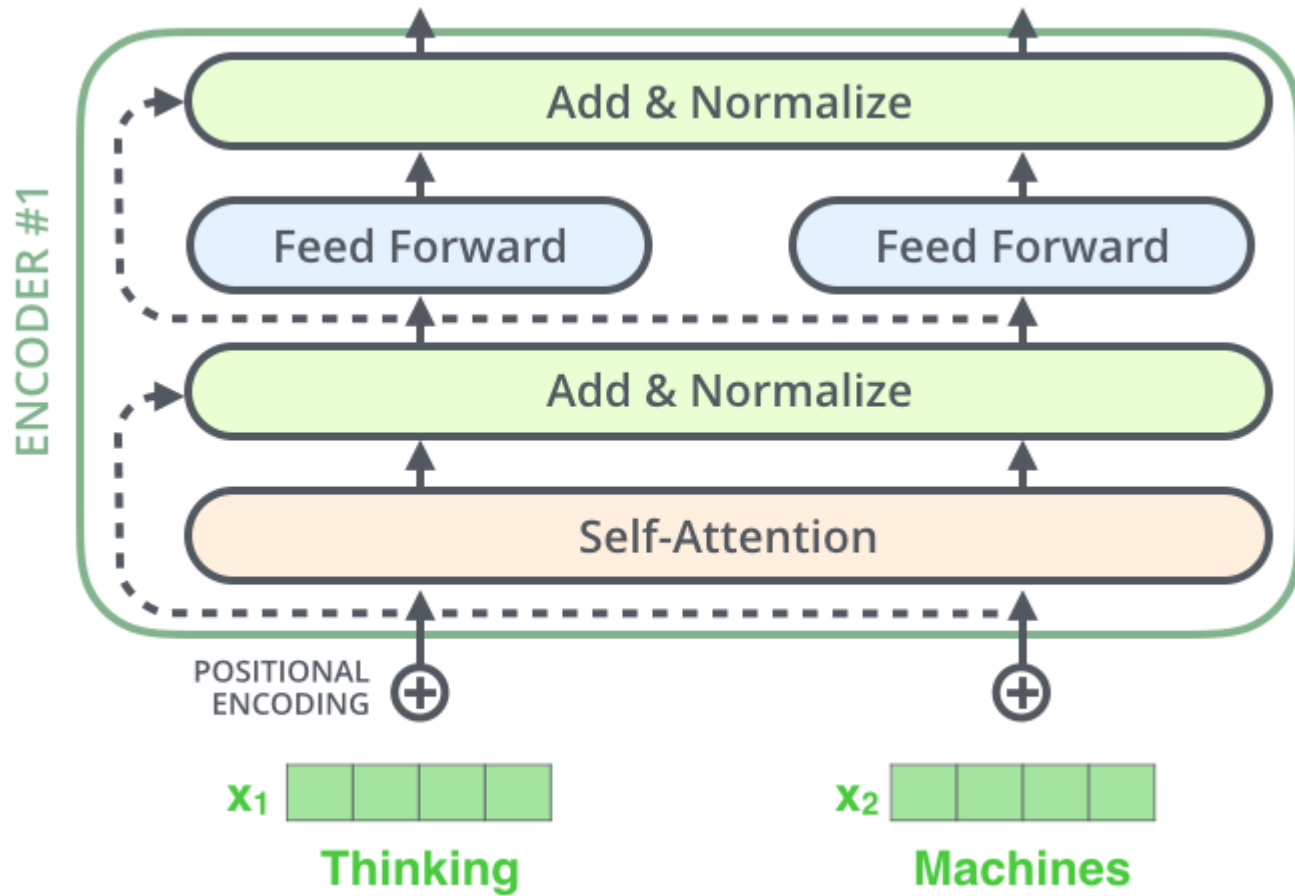 Add & Normalize
Feed Forward
Feed Forward
ENCODER #1
Add & Normalize
Self-Attention
POSITIONAL
ENCODING
x₁
x₂
Thinking
Machines